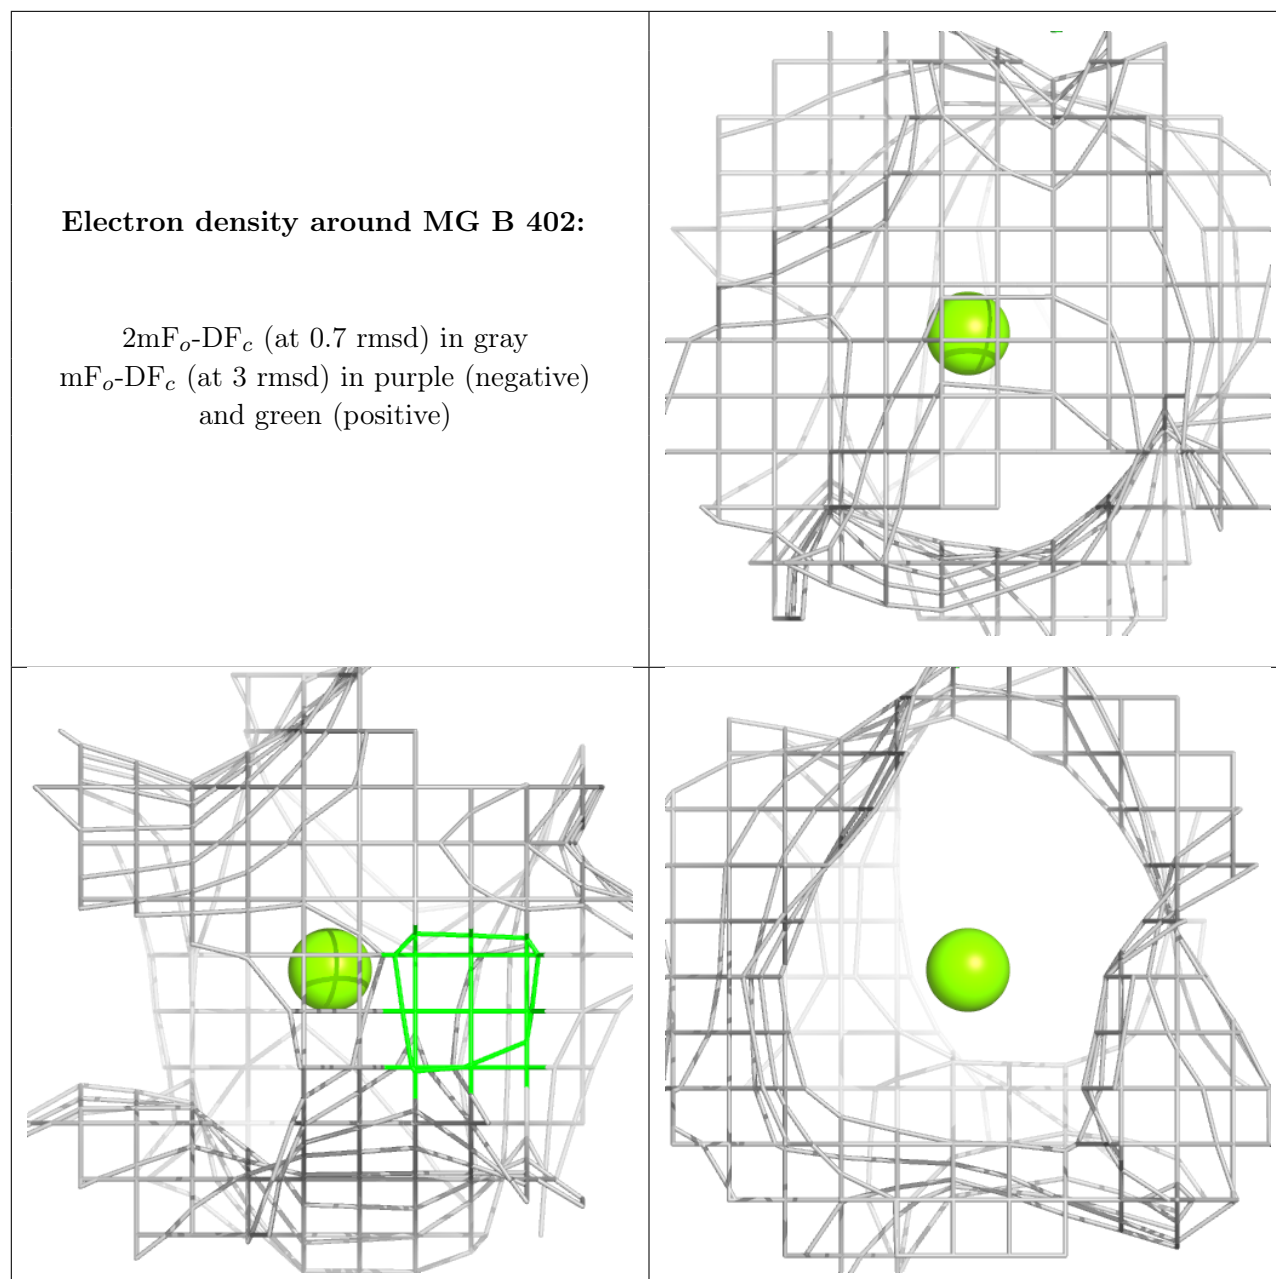 Electron density around MG B 402:
2mFo-DFc (at 0.7 rmsd) in gray
mFo-DFc (at 3 rmsd) in purple (negative)
and green (positive)